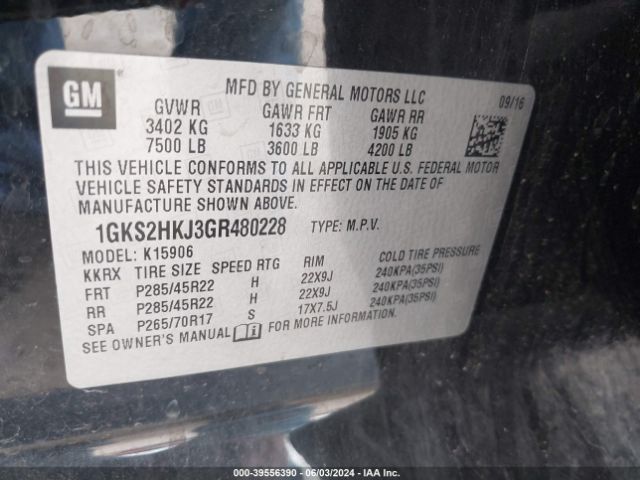 GM
MFD BY GENERAL MOTORS LLC
09/16
GVWR GAWR FRT GAWR RR
3402 KG 1633 KG 1905 KG
7500 LB 3600 LB 4200 LB
THIS VEHICLE CONFORMS TO ALL APPLICABLE U.S. FEDERAL MOTOR
VEHICLE SAFETY STANDARDS IN EFFECT ON THE DATE OF
MANUFACTURE SHOWN ABOVE.
1GKS2HKJ3GR480228 TYPE: M.P.V.
MODEL: K15906
KKRX TIRE SIZE SPEED RTG RIM COLD TIRE PRESSURE
FRT P285/45R22 H 22X9J 240KPA(35PSI)
RR P285/45R22 H 22X9J 240KPA(35PSI)
SPA P265/70R17 S 17X7.5J 240KPA(35PSI)
SEE OWNER'S MANUAL FOR MORE INFORMATION.
000-39556390 - 06/03/2024 - IAA Inc.